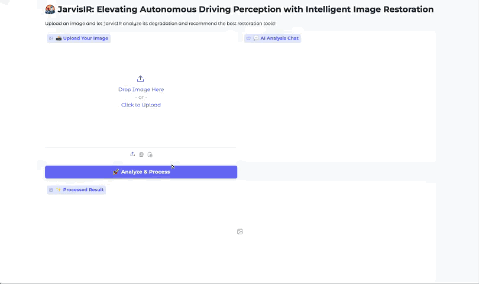 JarvisIR: Elevating Autonomous Driving Perception with Intelligent Image Restoration
Upload an image and let JarvisIR analyze its degradation and recommend the best restoration tools!
Upload Your Image
AI Analysis Chat
Drop Image Here
- or -
Click to Upload
Analyze & Process
Processed Result